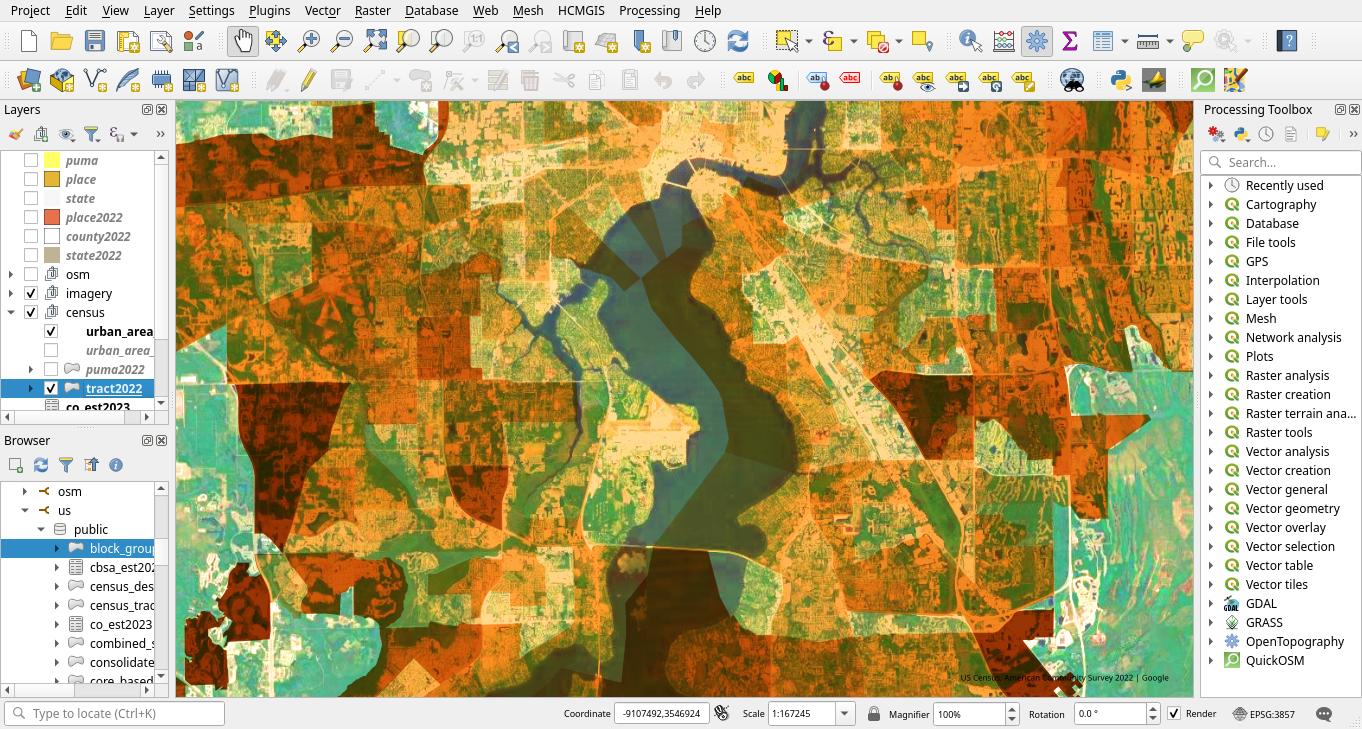 Project Edit View Layer Settings Plugins Vector Raster Database Web Mesh HCMGIS Processing Help
Layers
puma
place
state
place2022
county2022
state2022
osm
imagery
census
urban_area
urban_area_
puma2022
tract2022
co_est2023
Browser
osm
us
public
block_group
cbsa_est202
census_des
census_trac
co_est2023
combined_s
consolidate
core_based
US Census, American Community Survey 2022 | Google
Processing Toolbox
Search...
Recently used
Cartography
Database
File tools
GPS
Interpolation
Layer tools
Mesh
Network analysis
Plots
Raster analysis
Raster creation
Raster terrain ana...
Raster tools
Vector analysis
Vector creation
Vector general
Vector geometry
Vector overlay
Vector selection
Vector table
Vector tiles
GDAL
GRASS
OpenTopography
QuickOSM
Type to locate (Ctrl+K)
Coordinate -9107492,3546924 Scale 1:167245 Magnifier 100% Rotation 0.0 ° Render EPSG:3857